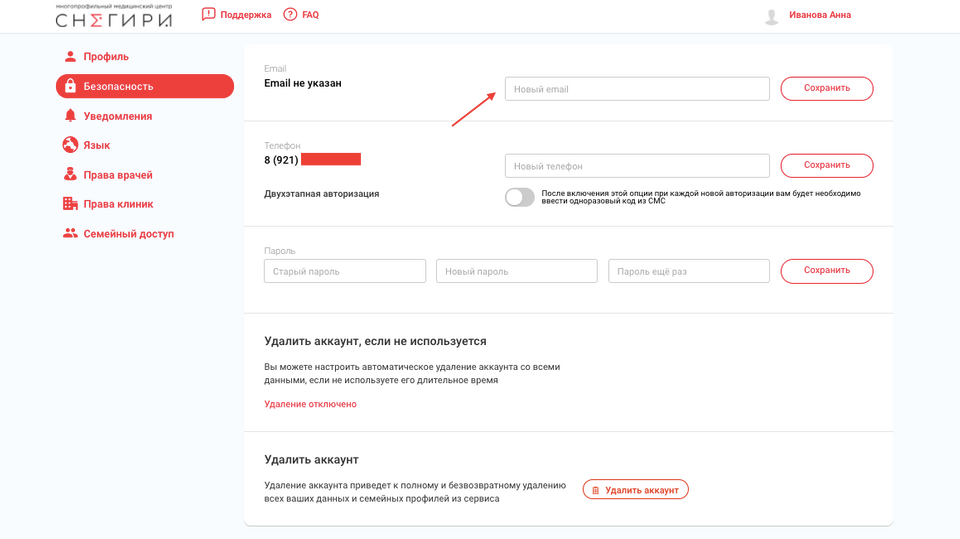 многопрофильный медицинский центр
СНЕГИРИ
Поддержка
FAQ
Иванова Анна
Профиль
Безопасность
Уведомления
Язык
Права врачей
Права клиник
Семейный доступ
Email
Email не указан
Новый email
Сохранить
Телефон
8 (921)
Новый телефон
Сохранить
Двухэтапная авторизация
После включения этой опции при каждой новой авторизации вам будет необходимо
ввести одноразовый код из СМС
Пароль
Старый пароль
Новый пароль
Пароль ещё раз
Сохранить
Удалить аккаунт, если не используется
Вы можете настроить автоматическое удаление аккаунта со всеми
данными, если не используете его длительное время
Удаление отключено
Удалить аккаунт
Удаление аккаунта приведет к полному и безвозвратному удалению
всех ваших данных и семейных профилей из сервиса
Удалить аккаунт